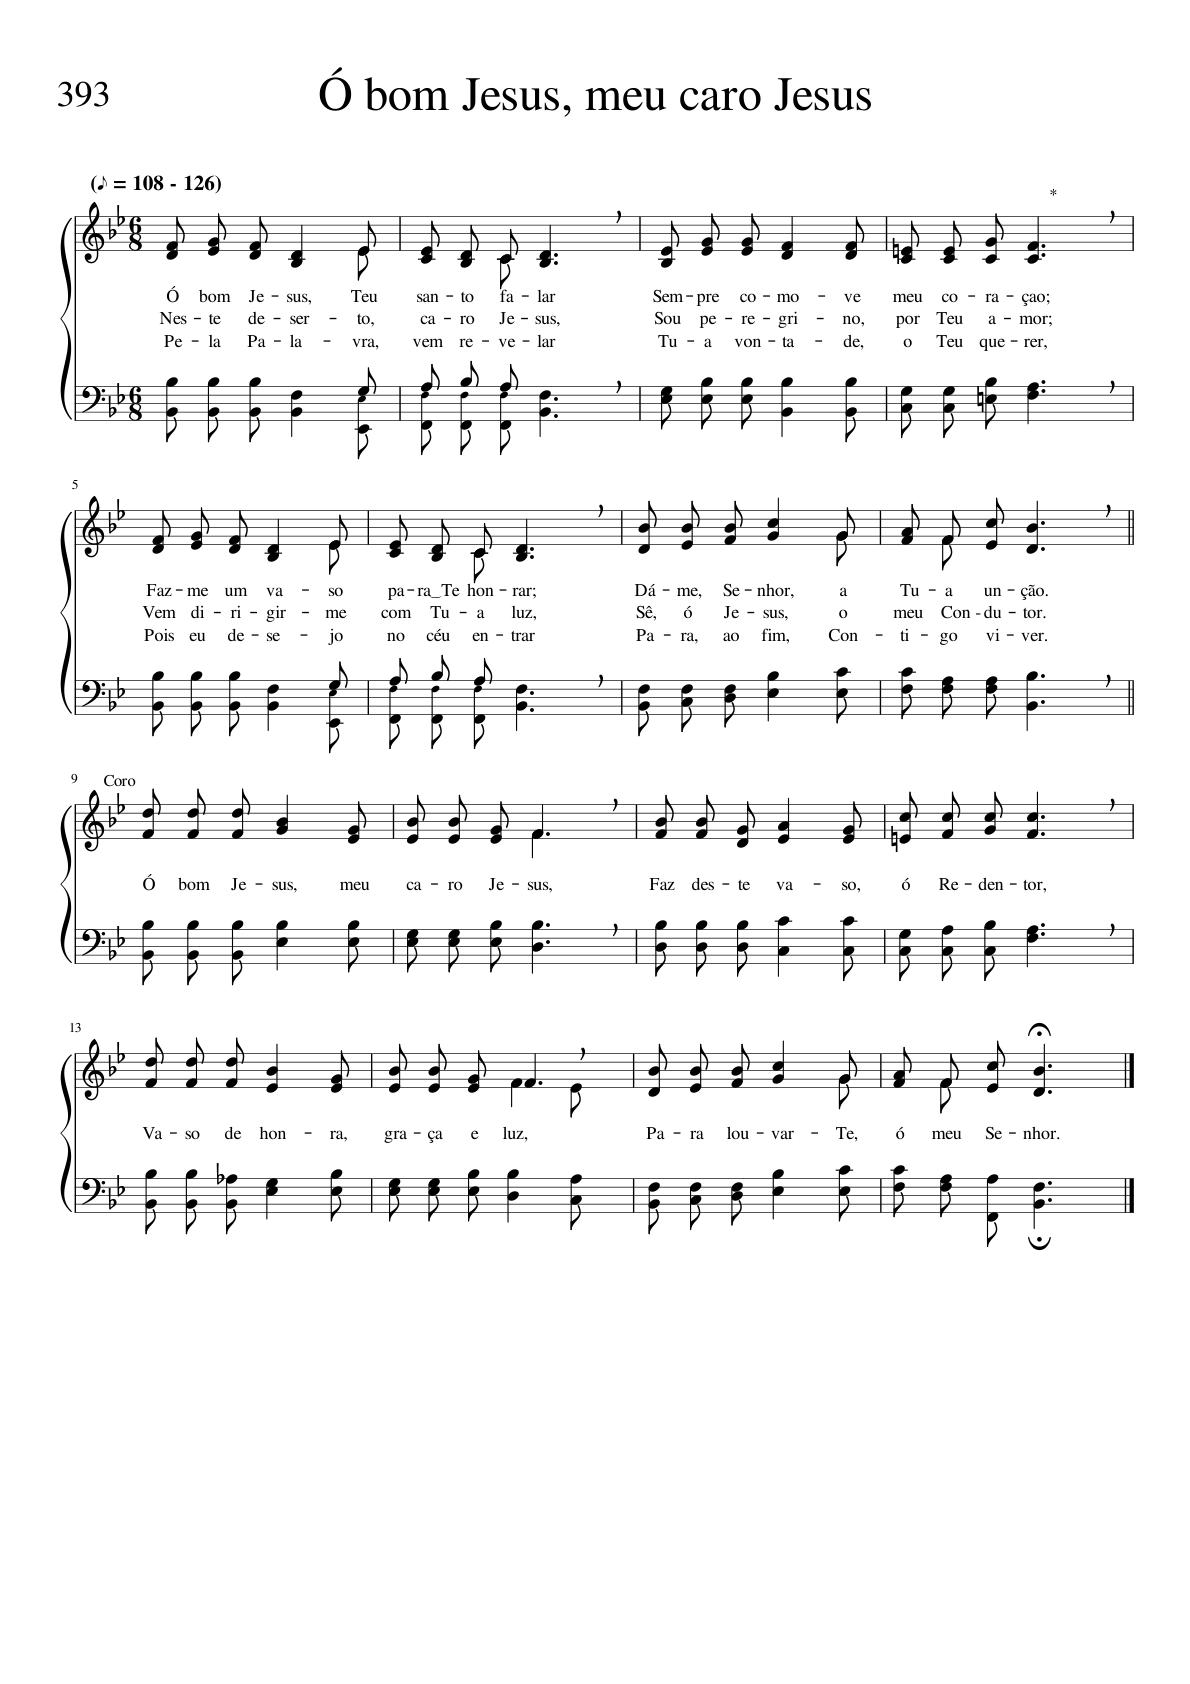 393
Ó bom Jesus, meu caro Jesus
(♪ = 108 - 126)
*
6 8
Ó bom Je - sus, Teu san - to fa - lar Sem - pre co - mo - ve meu co - ra - çao;
Nes - te de - ser - to, ca - ro Je - sus, Sou pe - re - gri - no, por Teu a - mor;
Pe - la Pa - la - vra, vem re - ve - lar Tu - a von - ta - de, o Teu que - rer,
6 8
5
Faz - me um va - so pa - ra_Te hon - rar; Dá - me, Se - nhor, a Tu - a un - ção.
Vem di - ri - gir - me com Tu - a luz, Sê, ó Je - sus, o meu Con - du - tor.
Pois eu de - se - jo no céu en - trar Pa - ra, ao fim, Con - ti - go vi - ver.
9
Coro
Ó bom Je - sus, meu ca - ro Je - sus, Faz des - te va - so, ó Re - den - tor,
13
Va - so de hon - ra, gra - ça e luz, Pa - ra lou - var - Te, ó meu Se - nhor.